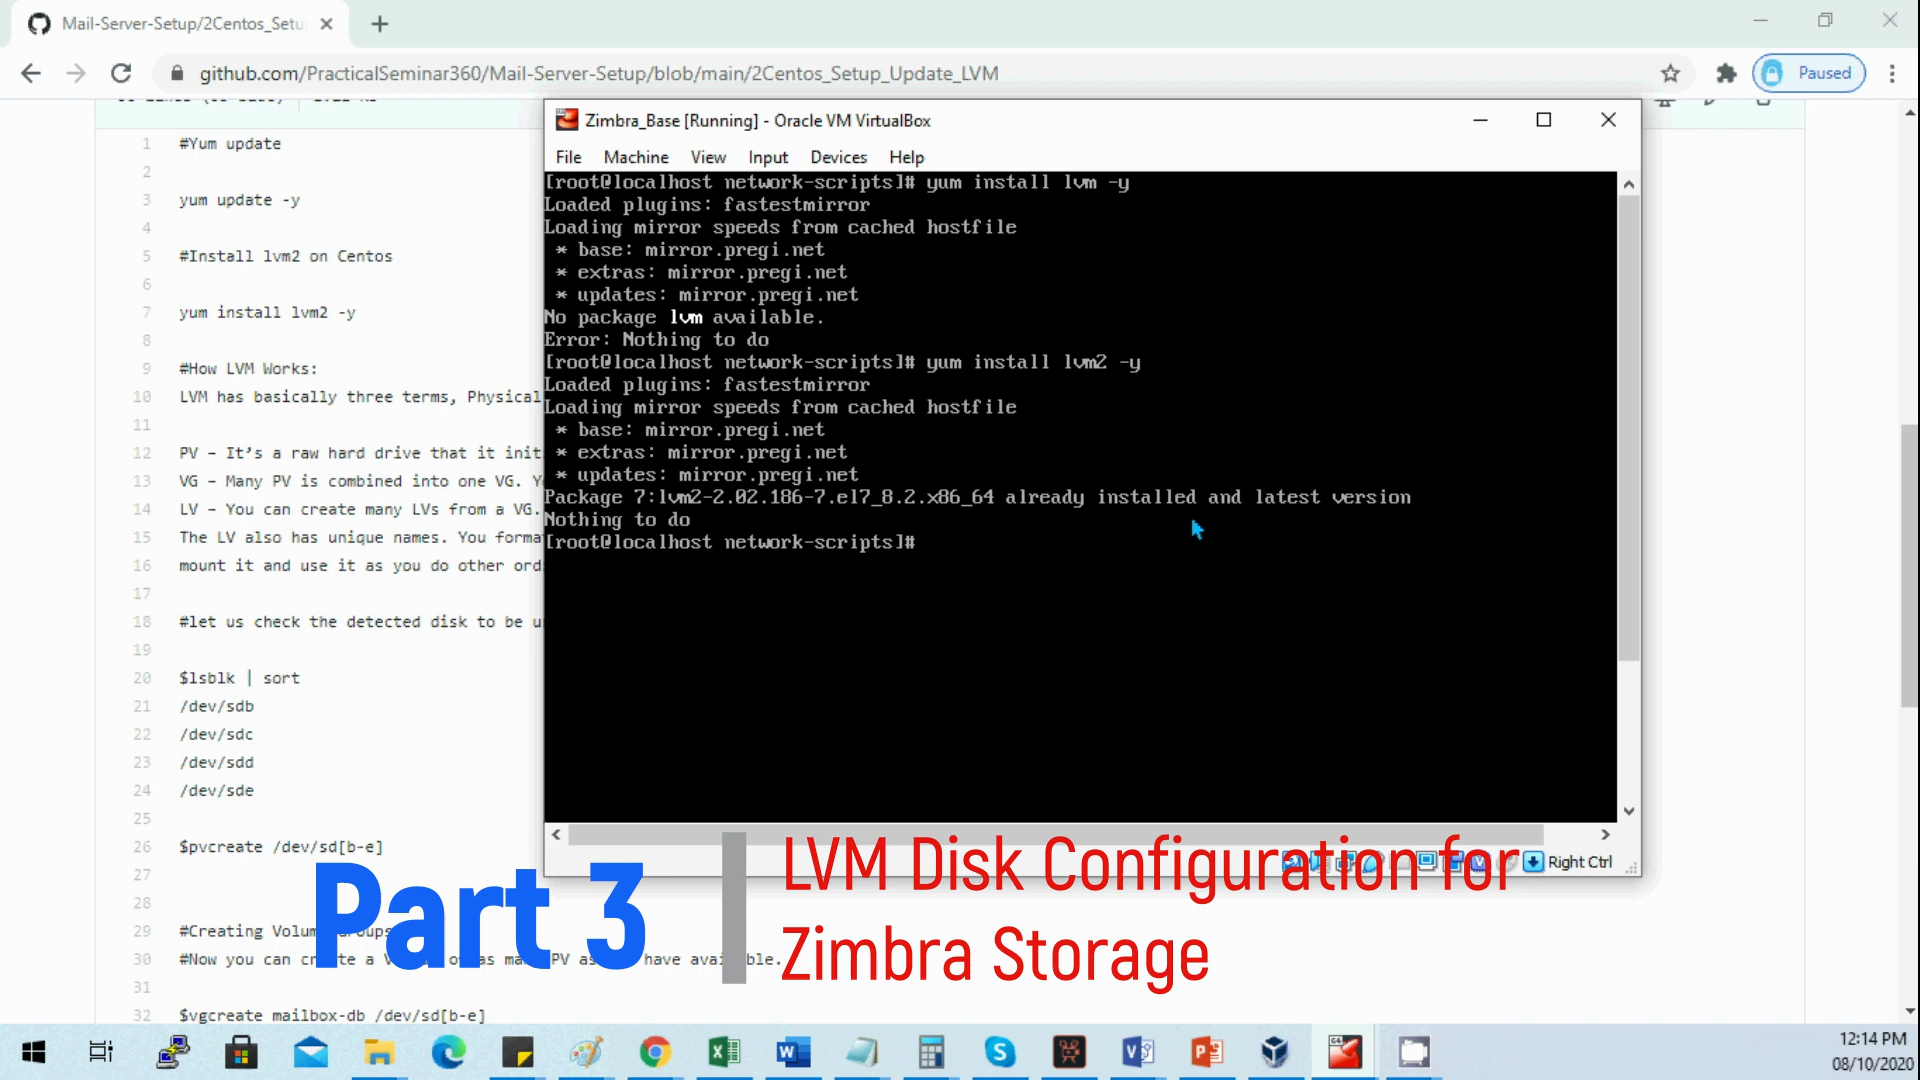 Mail-Server-Setup/2Centos_Setu
github.com/PracticalSeminar360/Mail-Server-Setup/blob/main/2Centos_Setup_Update_LVM
Paused
1 #Yum update
2
3 yum update -y
4
5 #Install lvm2 on Centos
6
7 yum install lvm2 -y
8
9 #How LVM Works:
10 LVM has basically three terms, Physical
11
12 PV - It's a raw hard drive that it init
13 VG - Many PV is combined into one VG. Y
14 LV - You can create many LVs from a VG.
15 The LV also has unique names. You forma
16 mount it and use it as you do other ord
17
18 #let us check the detected disk to be u
19
20 $lsblk | sort
21 /dev/sdb
22 /dev/sdc
23 /dev/sdd
24 /dev/sde
25
26 $pvcreate /dev/sd[b-e]
27
28
29 #Creating
30 #Now you can
31
32 $vgcreate mailbox-db /dev/sd[b-e]
Zimbra_Base [Running] - Oracle VM VirtualBox
File Machine View Input Devices Help
[root@localhost network-scripts]# yum install lvm -y
Loaded plugins: fastestmirror
Loading mirror speeds from cached hostfile
* base: mirror.pregi.net
* extras: mirror.pregi.net
* updates: mirror.pregi.net
No package lvm available.
Error: Nothing to do
[root@localhost network-scripts]# yum install lvm2 -y
Loaded plugins: fastestmirror
Loading mirror speeds from cached hostfile
* base: mirror.pregi.net
* extras: mirror.pregi.net
* updates: mirror.pregi.net
Package 7:lvm2-2.02.186-7.el7_8.2.x86_64 already installed and latest version
Nothing to do
[root@localhost network-scripts]#
Right Ctrl
Part 3
LVM Disk Configuration for
Zimbra Storage
12:14 PM
08/10/2020